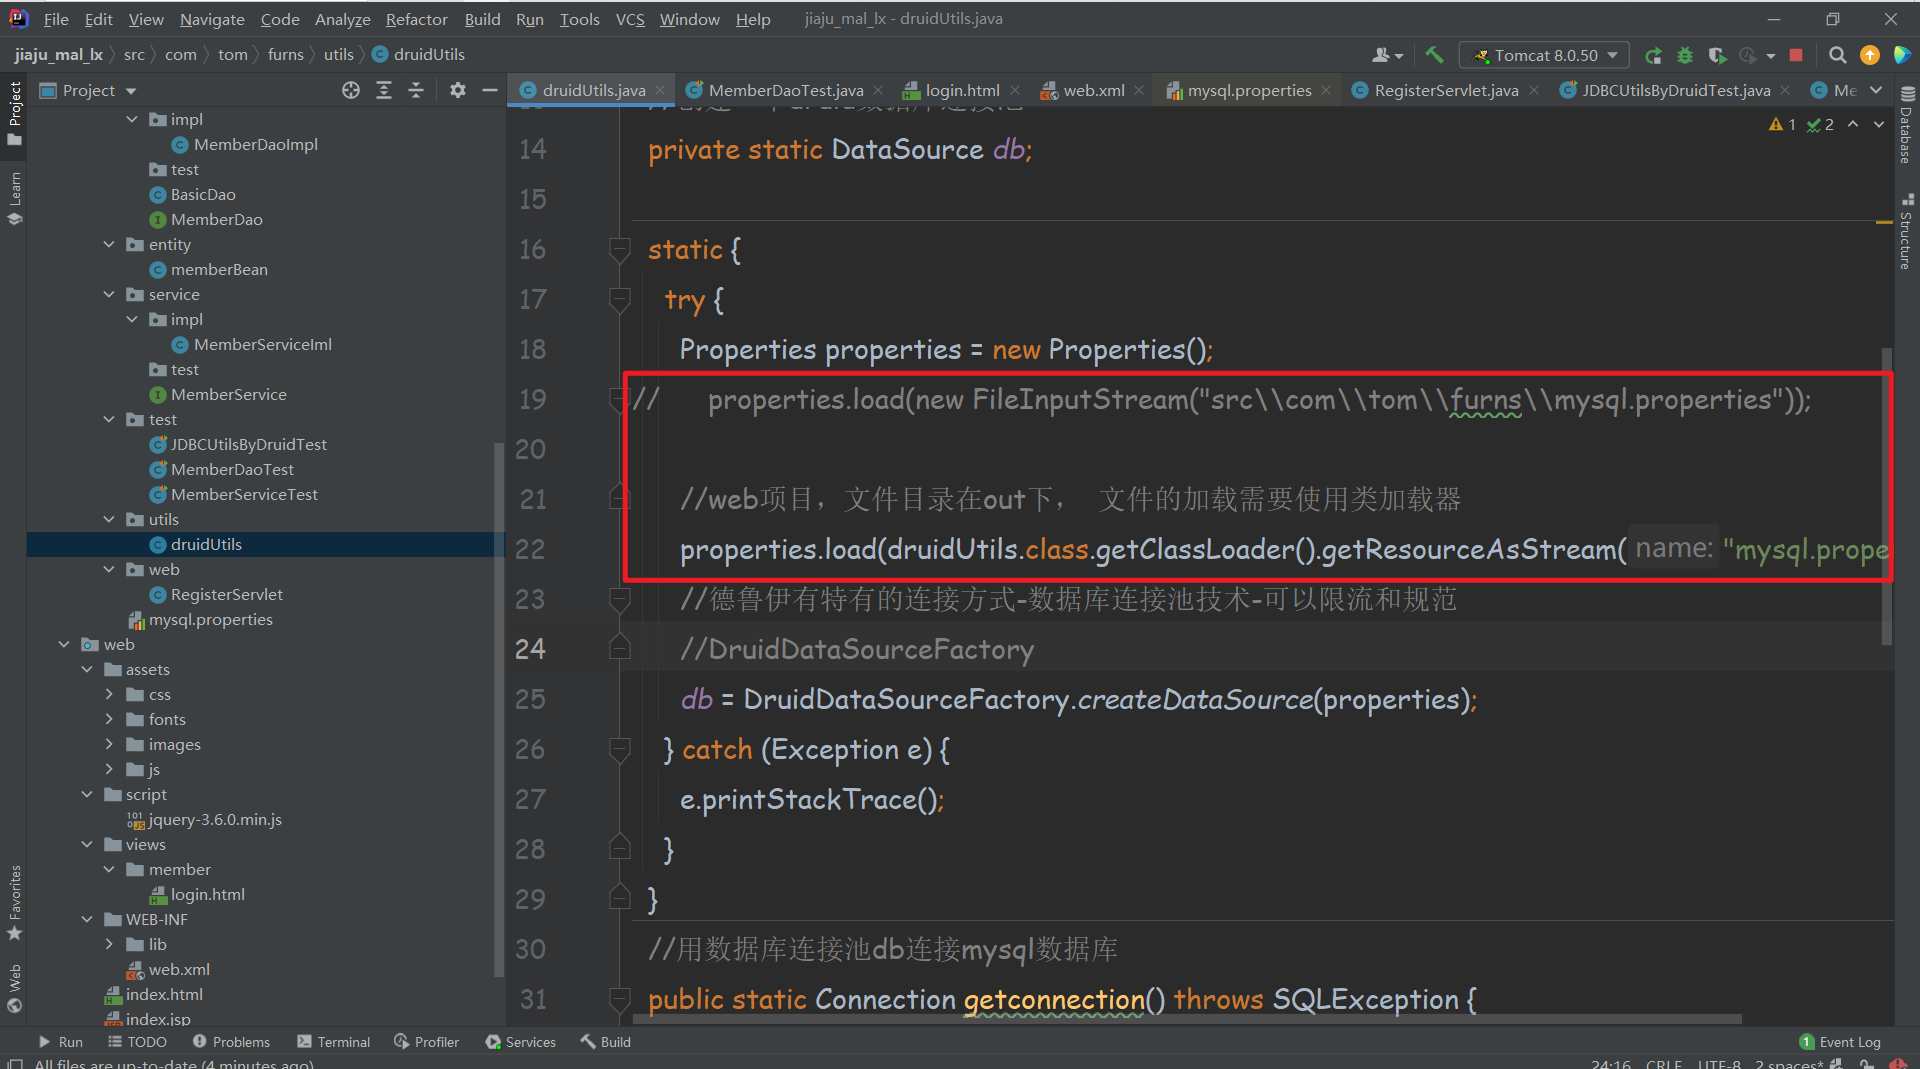 File Edit View Navigate Code Analyze Refactor Build Run Tools VCS Window Help jiaju_mal_lx - druidUtils.java
jiaju_mal_lx src com tom furns utils druidUtils
Tomcat 8.0.50
Project
druidUtils.java MemberDaoTest.java login.html web.xml mysql.properties RegisterServlet.java JDBCUtilsByDruidTest.java Me
Project
Learn
Favorites
Web
impl
MemberDaoImpl
test
BasicDao
MemberDao
entity
memberBean
service
impl
MemberServiceIml
test
MemberService
test
JDBCUtilsByDruidTest
MemberDaoTest
MemberServiceTest
utils
druidUtils
web
RegisterServlet
mysql.properties
web
assets
css
fonts
images
js
script
jquery-3.6.0.min.js
views
member
login.html
WEB-INF
lib
web.xml
index.html
index.jsp
1 2
14 private static DataSource db;
15
16 static {
17 try {
18 Properties properties = new Properties();
19 // properties.load(new FileInputStream("src\\com\\tom\\furns\\mysql.properties"));
20
21 //web项目，文件目录在out下， 文件的加载需要使用类加载器
22 properties.load(druidUtils.class.getClassLoader().getResourceAsStream( name: "mysql.prope
23 //德鲁伊有特有的连接方式-数据库连接池技术-可以限流和规范
24 //DruidDataSourceFactory
25 db = DruidDataSourceFactory.createDataSource(properties);
26 } catch (Exception e) {
27 e.printStackTrace();
28 }
29 }
30 //用数据库连接池db连接mysql数据库
31 public static Connection getconnection() throws SQLException {
Database
Structure
Run TODO Problems Terminal Profiler Services Build 1 Event Log
All files are up-to-date (4 minutes ago) 24:16 CRLF UTF-8 2 spaces*